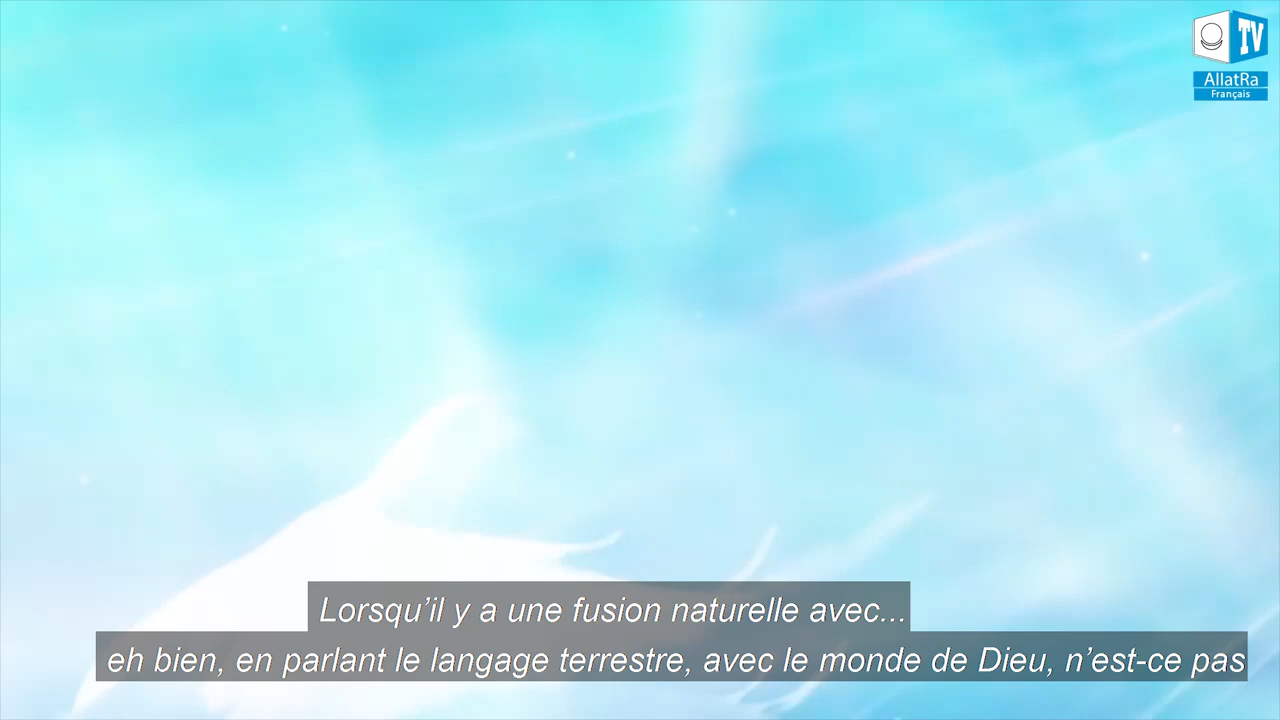 TV
AllatRa
Français
Lorsqu’il y a une fusion naturelle avec...
eh bien, en parlant le langage terrestre, avec le monde de Dieu, n’est-ce pas